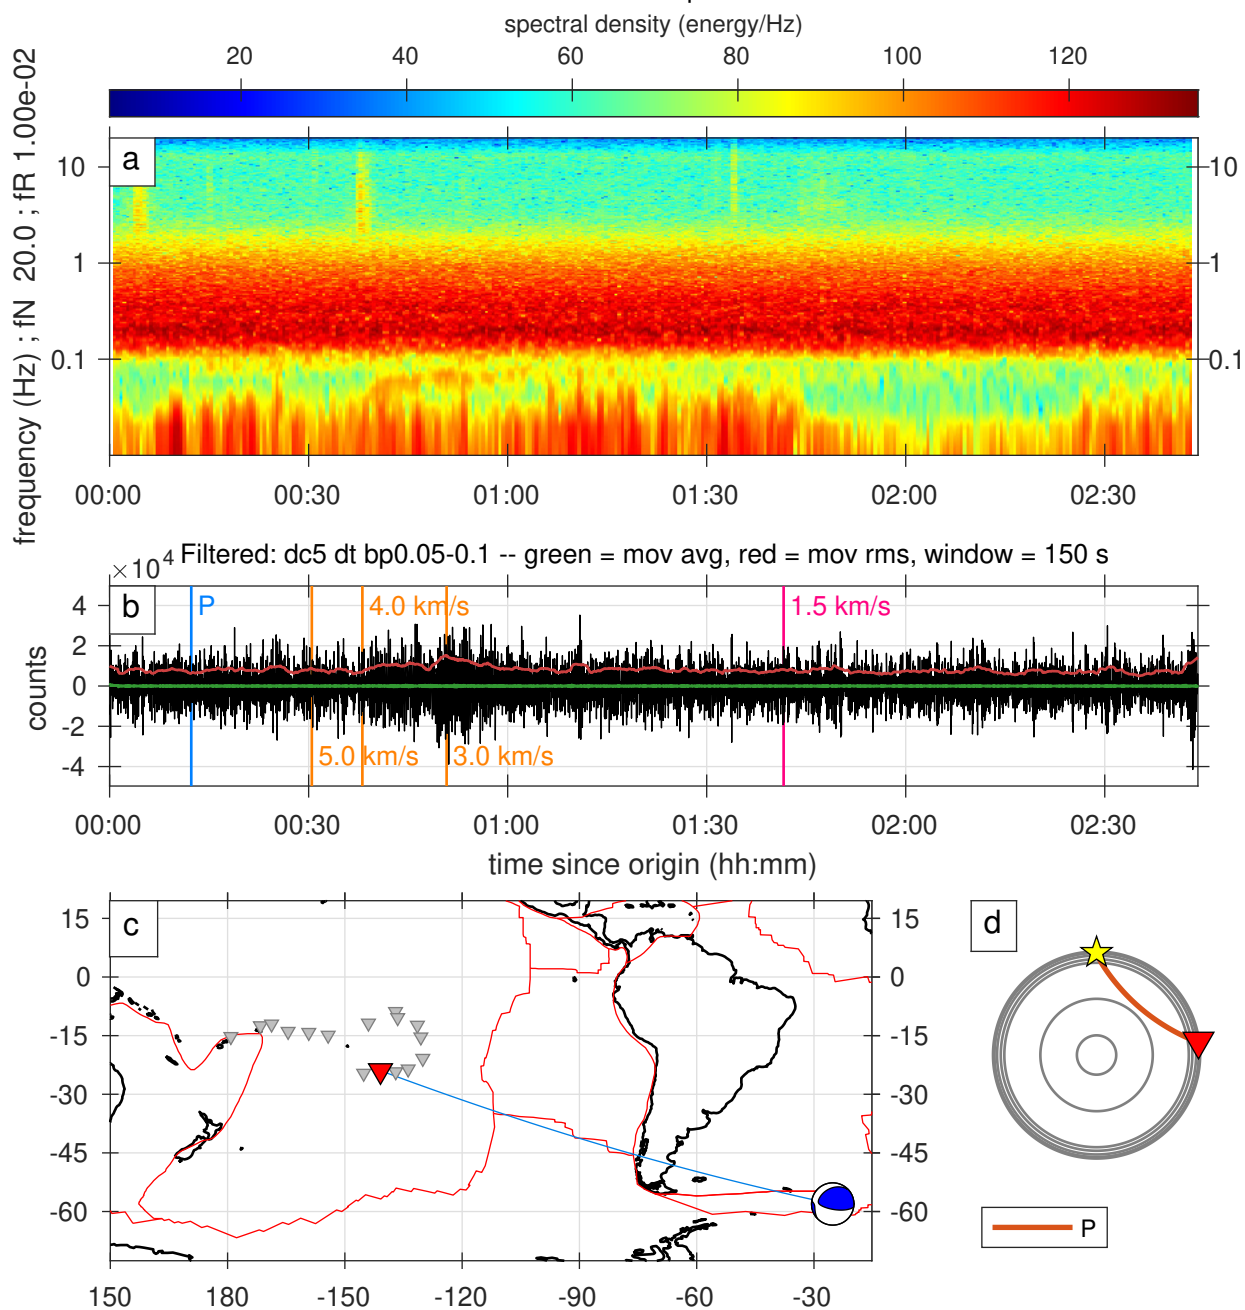 spectral density (energy/Hz)
20 40 60 80 100 120
frequency (Hz) ; fN 20.0 ; fR 1.00e-02
a
10 10
1 1
0.1 0.1
00:00 00:30 01:00 01:30 02:00 02:30
×10⁴ Filtered: dc5 dt bp0.05-0.1 -- green = mov avg, red = mov rms, window = 150 s
b
P 4.0 km/s 1.5 km/s
5.0 km/s 3.0 km/s
counts
4
2
0
-2
-4
00:00 00:30 01:00 01:30 02:00 02:30
time since origin (hh:mm)
c
15 15
0 0
-15 -15
-30 -30
-45 -45
-60 -60
150 180 -150 -120 -90 -60 -30
d
P